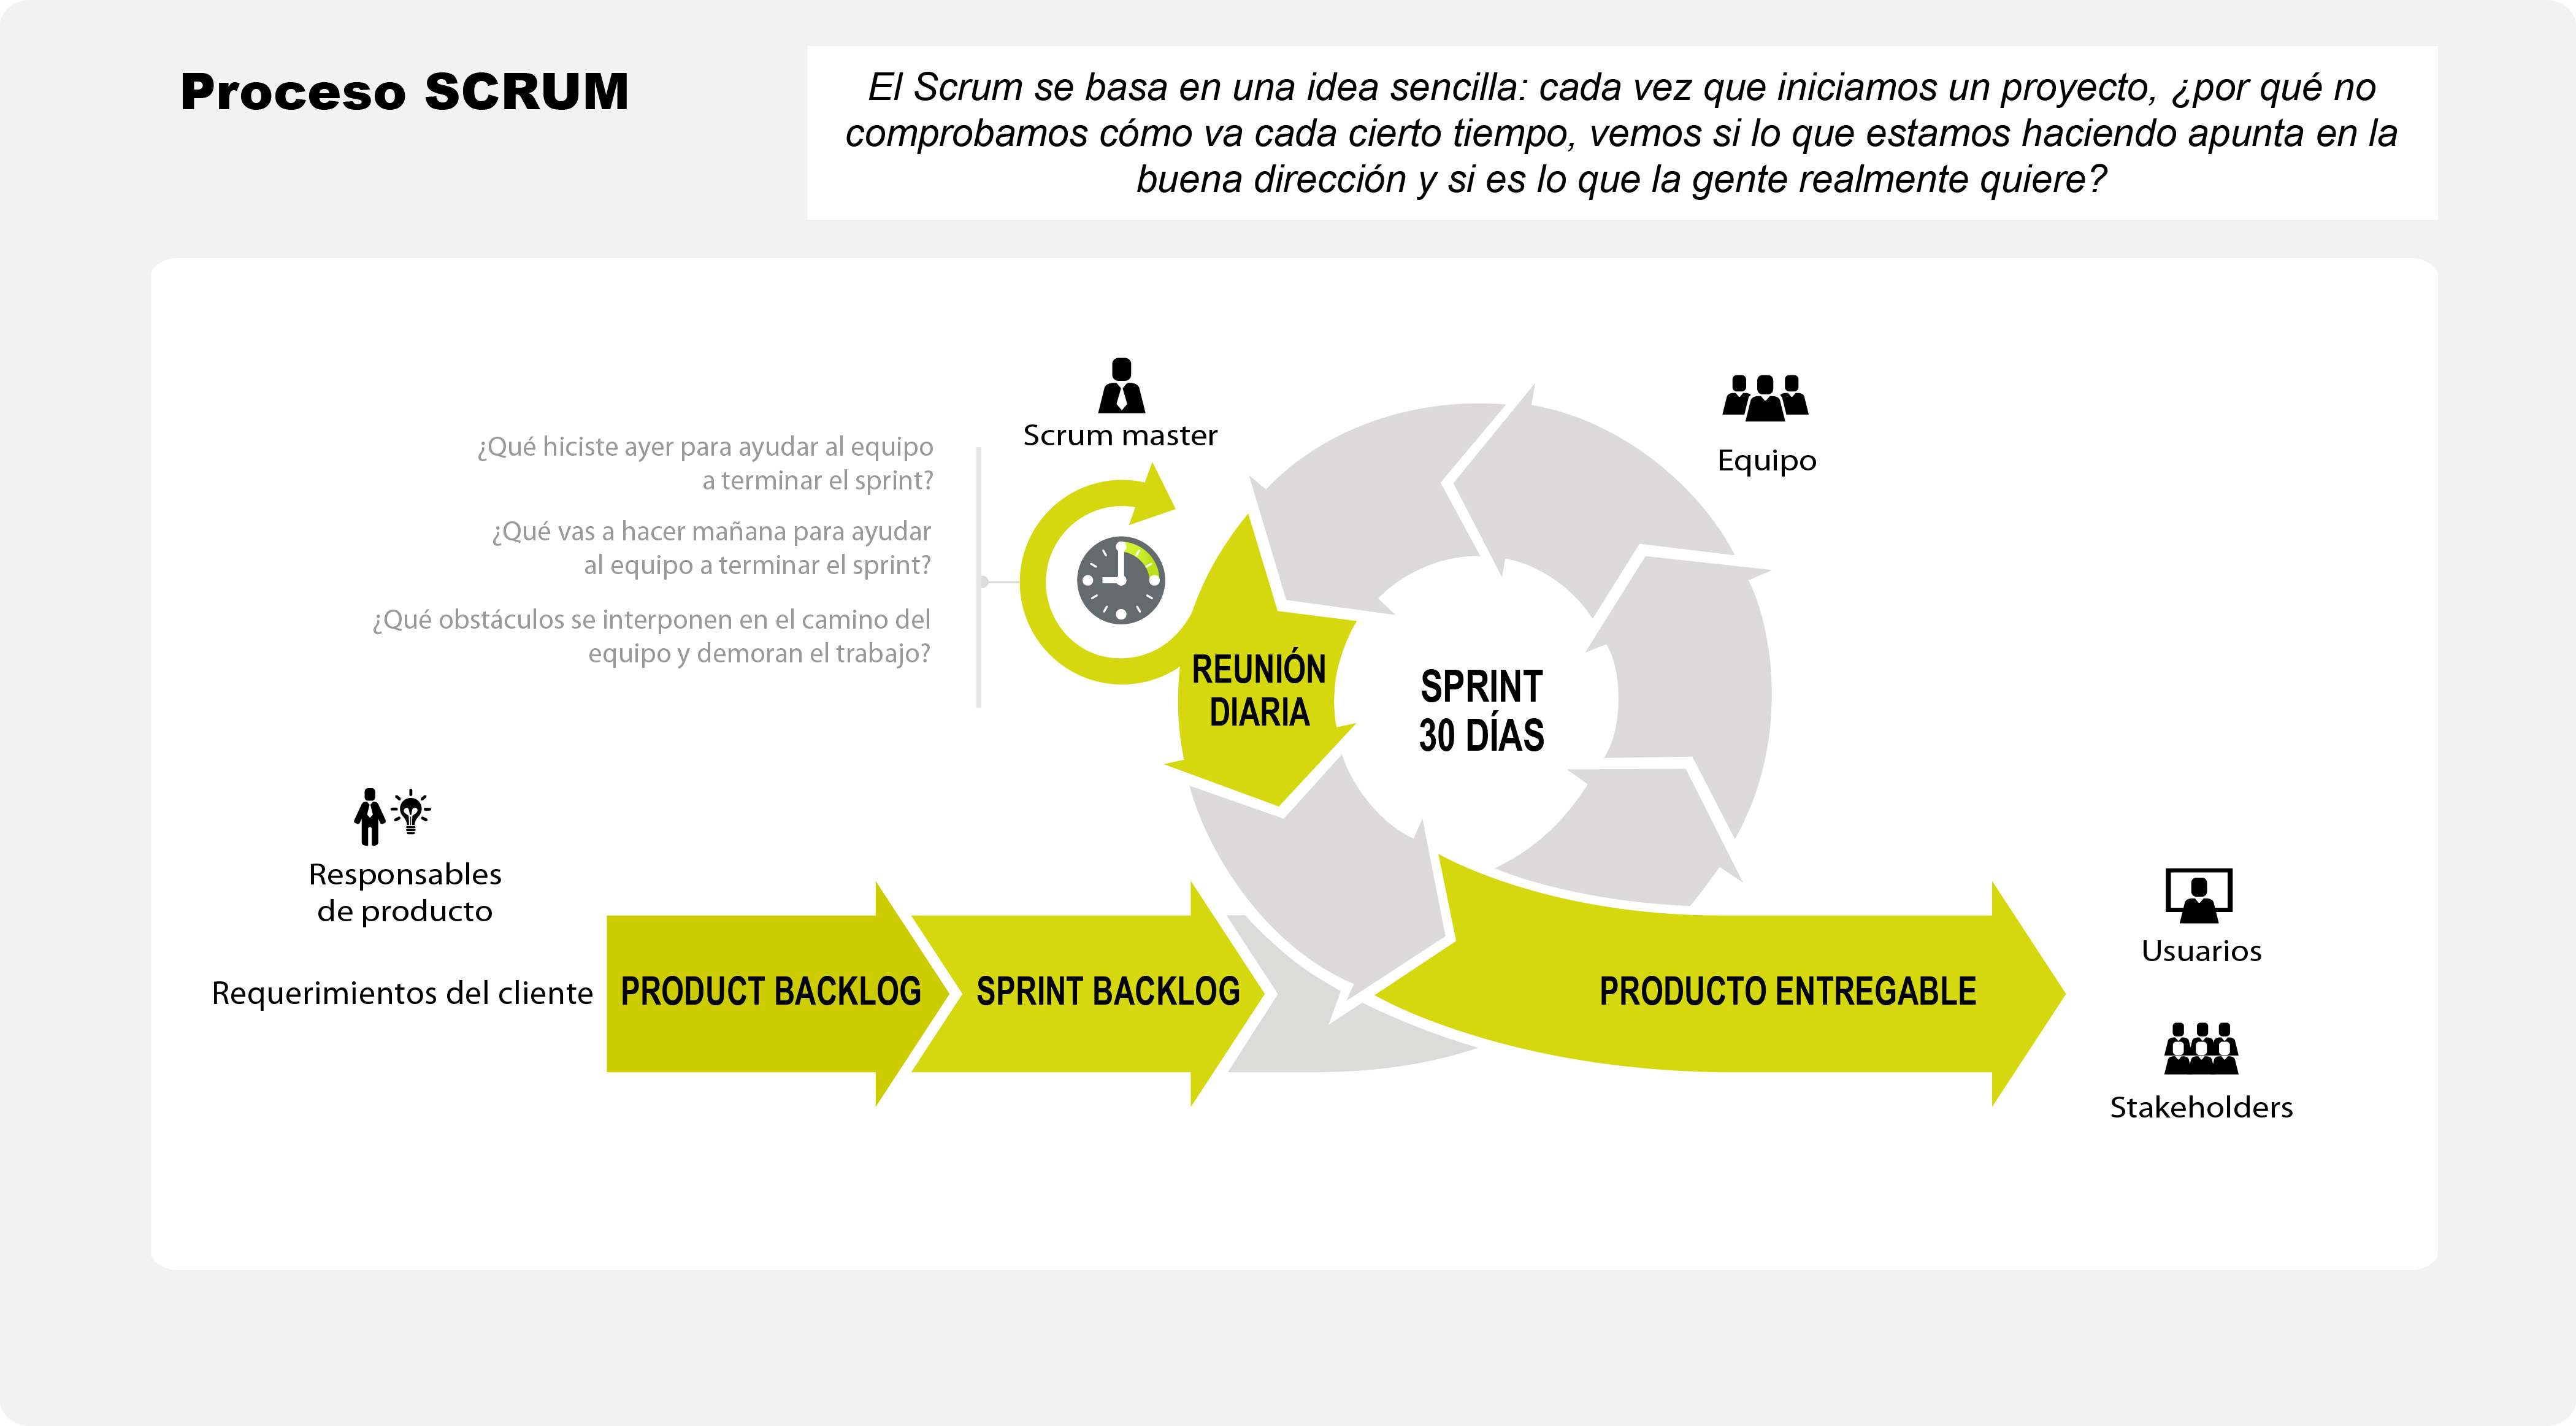 Proceso SCRUM
El Scrum se basa en una idea sencilla: cada vez que iniciamos un proyecto, ¿por qué no
comprobamos cómo va cada cierto tiempo, vemos si lo que estamos haciendo apunta en la
buena dirección y si es lo que la gente realmente quiere?
Scrum master
Equipo
¿Qué hiciste ayer para ayudar al equipo
a terminar el sprint?
¿Qué vas a hacer mañana para ayudar
al equipo a terminar el sprint?
¿Qué obstáculos se interponen en el camino del
equipo y demoran el trabajo?
REUNIÓN
DIARIA
SPRINT
30 DÍAS
Responsables
de producto
Requerimientos del cliente
PRODUCT BACKLOG
SPRINT BACKLOG
PRODUCTO ENTREGABLE
Usuarios
Stakeholders